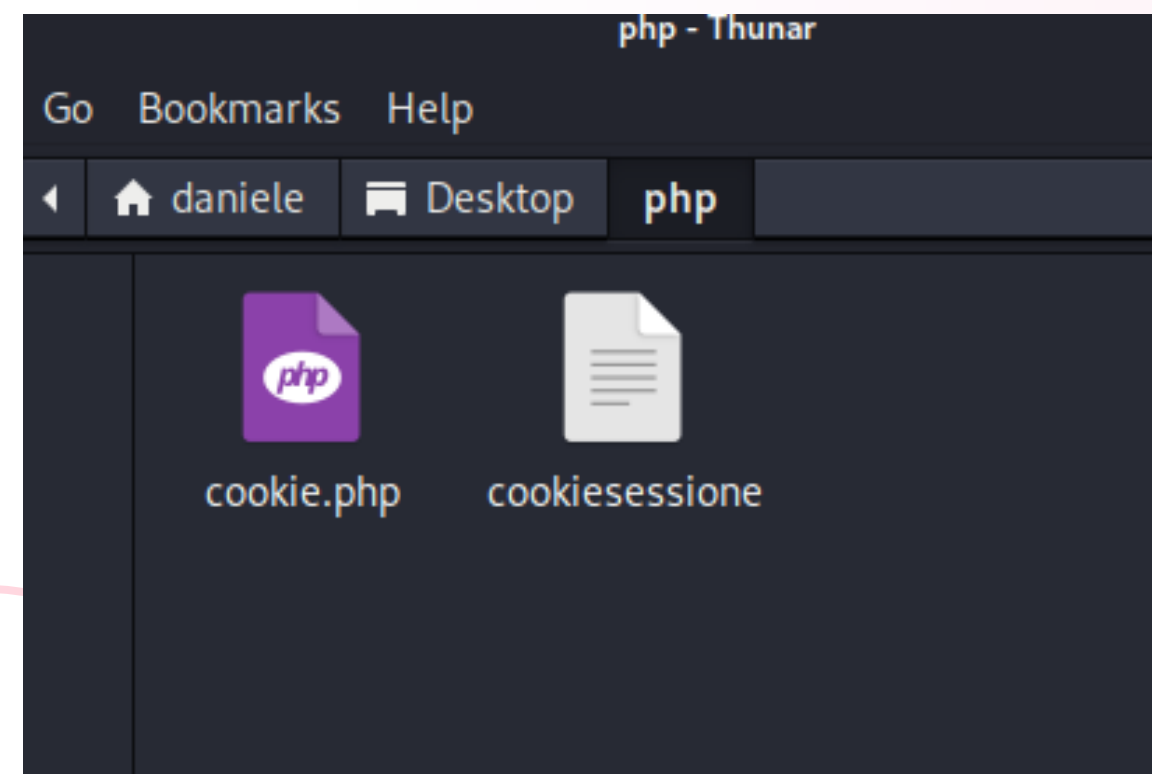 php - Thunar
Go Bookmarks Help
daniele Desktop php
php
cookie.php cookiesessione